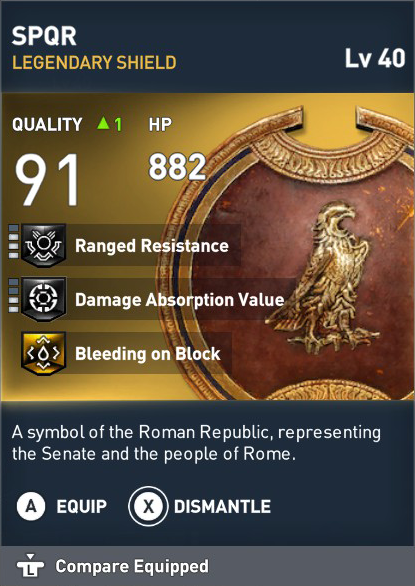 SPQR
LEGENDARY SHIELD
Lv 40
QUALITY ▲1 HP
91 882
Ranged Resistance
Damage Absorption Value
Bleeding on Block
A symbol of the Roman Republic, representing
the Senate and the people of Rome.
A EQUIP X DISMANTLE
L Compare Equipped